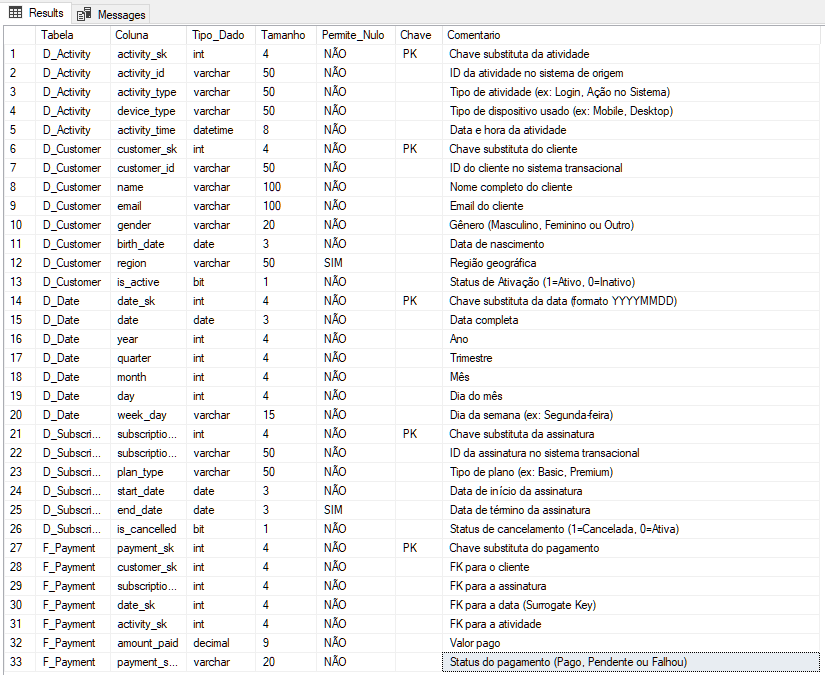 Results Messages
Tabela Coluna Tipo_Dado Tamanho Permite_Nulo Chave Comentario
1 D_Activity activity_sk int 4 NÃO PK Chave substituta da atividade
2 D_Activity activity_id varchar 50 NÃO ID da atividade no sistema de origem
3 D_Activity activity_type varchar 50 NÃO Tipo de atividade (ex: Login, Ação no Sistema)
4 D_Activity device_type varchar 50 NÃO Tipo de dispositivo usado (ex: Mobile, Desktop)
5 D_Activity activity_time datetime 8 NÃO Data e hora da atividade
6 D_Customer customer_sk int 4 NÃO PK Chave substituta do cliente
7 D_Customer customer_id varchar 50 NÃO ID do cliente no sistema transacional
8 D_Customer name varchar 100 NÃO Nome completo do cliente
9 D_Customer email varchar 100 NÃO Email do cliente
10 D_Customer gender varchar 20 NÃO Gênero (Masculino, Feminino ou Outro)
11 D_Customer birth_date date 3 NÃO Data de nascimento
12 D_Customer region varchar 50 SIM Região geográfica
13 D_Customer is_active bit 1 NÃO Status de Ativação (1=Ativo, 0=Inativo)
14 D_Date date_sk int 4 NÃO PK Chave substituta da data (formato YYYYMMDD)
15 D_Date date date 3 NÃO Data completa
16 D_Date year int 4 NÃO Ano
17 D_Date quarter int 4 NÃO Trimestre
18 D_Date month int 4 NÃO Mês
19 D_Date day int 4 NÃO Dia do mês
20 D_Date week_day varchar 15 NÃO Dia da semana (ex: Segunda-feira)
21 D_Subscri... subscriptio... int 4 NÃO PK Chave substituta da assinatura
22 D_Subscri... subscriptio... varchar 50 NÃO ID da assinatura no sistema transacional
23 D_Subscri... plan_type varchar 50 NÃO Tipo de plano (ex: Basic, Premium)
24 D_Subscri... start_date date 3 NÃO Data de início da assinatura
25 D_Subscri... end_date date 3 SIM Data de término da assinatura
26 D_Subscri... is_cancelled bit 1 NÃO Status de cancelamento (1=Cancelada, 0=Ativa)
27 F_Payment payment_sk int 4 NÃO PK Chave substituta do pagamento
28 F_Payment customer_sk int 4 NÃO FK para o cliente
29 F_Payment subscriptio... int 4 NÃO FK para a assinatura
30 F_Payment date_sk int 4 NÃO FK para a data (Surrogate Key)
31 F_Payment activity_sk int 4 NÃO FK para a atividade
32 F_Payment amount_paid decimal 9 NÃO Valor pago
33 F_Payment payment_s... varchar 20 NÃO Status do pagamento (Pago, Pendente ou Falhou)